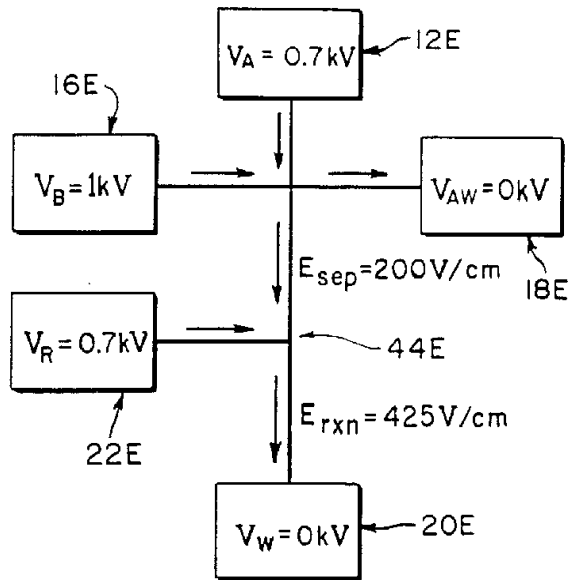 12E
V_A = 0.7kV
16E
V_B = 1kV
V_AW = 0kV
18E
E_sep = 200V/cm
V_R = 0.7kV
44E
22E
E_rxn = 425V/cm
V_W = 0kV
20E